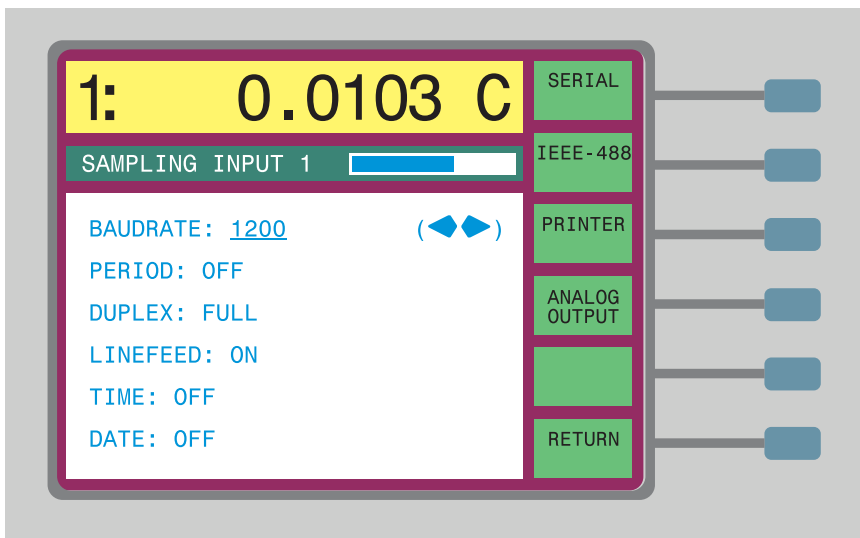 1: 0.0103 C
SAMPLING INPUT 1
BAUDRATE: 1200 (◀▶)
PERIOD: OFF
DUPLEX: FULL
LINEFEED: ON
TIME: OFF
DATE: OFF
SERIAL
IEEE-488
PRINTER
ANALOG
OUTPUT
RETURN